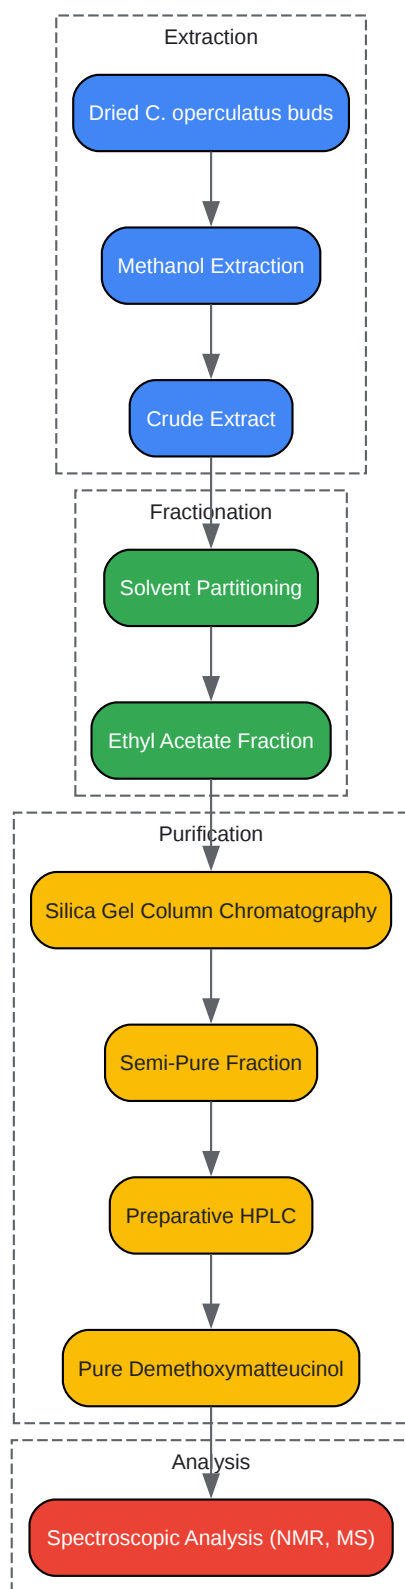 Extraction
Dried C. operculatus buds
Methanol Extraction
Crude Extract
Fractionation
Solvent Partitioning
Ethyl Acetate Fraction
Purification
Silica Gel Column Chromatography
Semi-Pure Fraction
Preparative HPLC
Pure Demethoxymatteucinol
Analysis
Spectroscopic Analysis (NMR, MS)